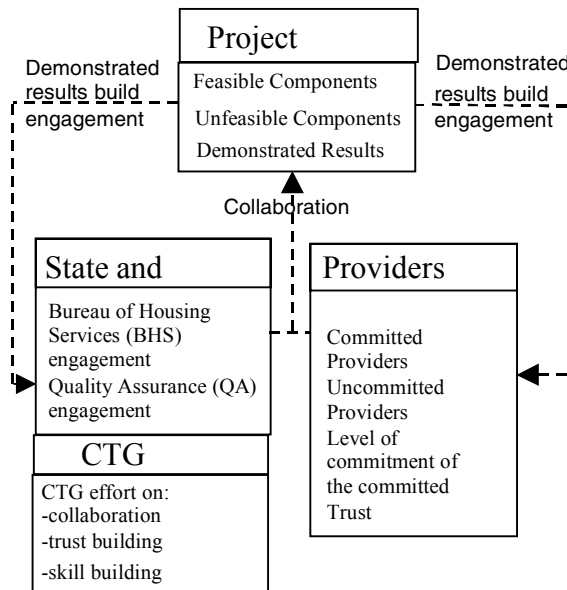 Project
Demonstrated
results build
engagement
Feasible Components
Unfeasible Components
Demonstrated Results
Demonstrated
results build
engagement
Collaboration
State and
Bureau of Housing
Services (BHS)
engagement
Quality Assurance (QA)
engagement
CTG
CTG effort on:
-collaboration
-trust building
-skill building
Providers
Committed
Providers
Uncommitted
Providers
Level of
commitment of
the committed
Trust